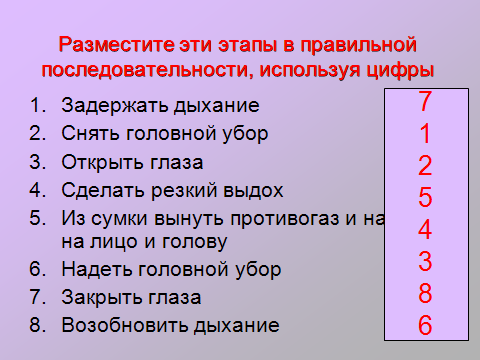 Разместите эти этапы в правильной
последовательности, используя цифры
1. Задержать дыхание
2. Снять головной убор
3. Открыть глаза
4. Сделать резкий выдох
5. Из сумки вынуть противогаз и на
на лицо и голову
6. Надеть головной убор
7. Закрыть глаза
8. Возобновить дыхание
7
1
2
5
4
3
8
6